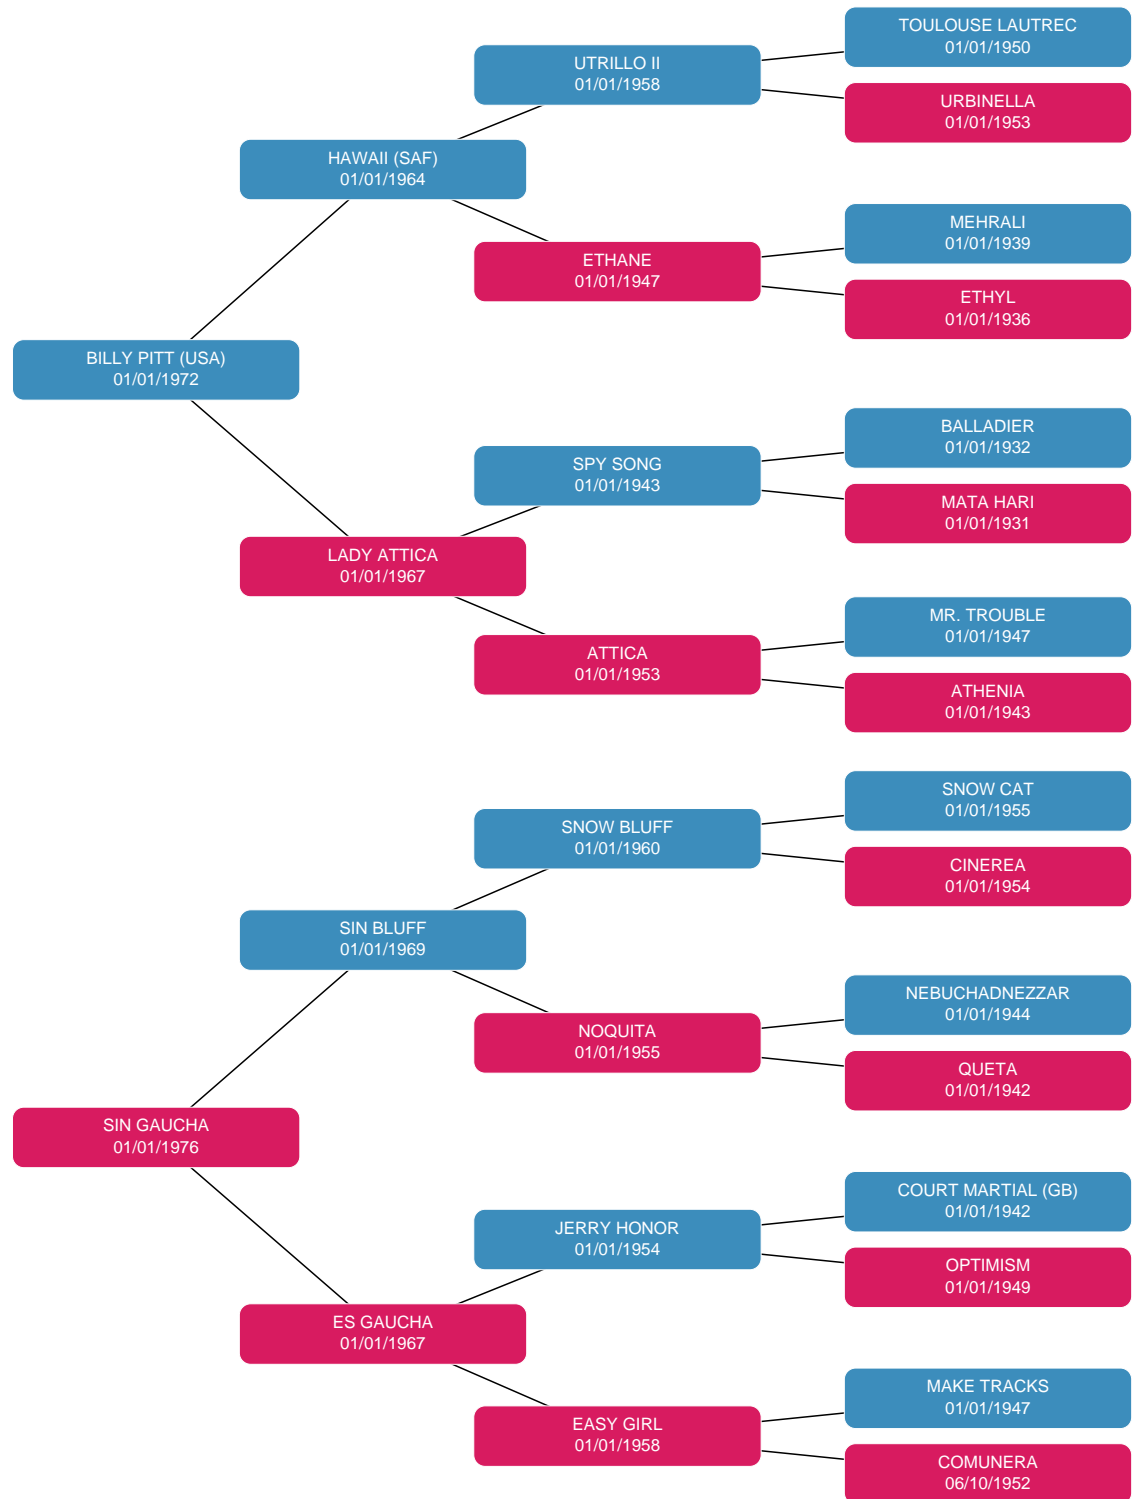 TOULOUSE LAUTREC
01/01/1950
UTRILLO II
01/01/1958
URBINELLA
01/01/1953
HAWAII (SAF)
01/01/1964
MEHRALI
01/01/1939
ETHANE
01/01/1947
ETHYL
01/01/1936
BILLY PITT (USA)
01/01/1972
BALLADIER
01/01/1932
SPY SONG
01/01/1943
MATA HARI
01/01/1931
LADY ATTICA
01/01/1967
MR. TROUBLE
01/01/1947
ATTICA
01/01/1953
ATHENIA
01/01/1943
SNOW CAT
01/01/1955
SNOW BLUFF
01/01/1960
CINEREA
01/01/1954
SIN BLUFF
01/01/1969
NEBUCHADNEZZAR
01/01/1944
NOQUITA
01/01/1955
QUETA
01/01/1942
SIN GAUCHA
01/01/1976
COURT MARTIAL (GB)
01/01/1942
JERRY HONOR
01/01/1954
OPTIMISM
01/01/1949
ES GAUCHA
01/01/1967
MAKE TRACKS
01/01/1947
EASY GIRL
01/01/1958
COMUNERA
06/10/1952